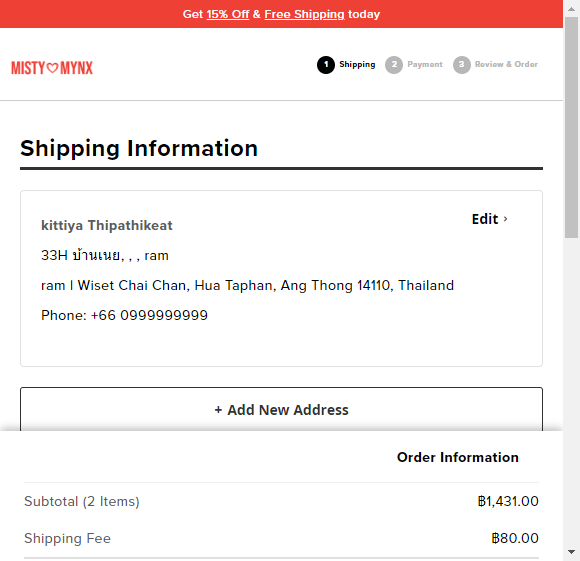 Get 15% Off & Free Shipping today
MISTY MYNX
1 Shipping 2 Payment 3 Review & Order
Shipping Information
kittiya Thipathikeat
Edit ›
33H บ้านเนย, , , ram
ram | Wiset Chai Chan, Hua Taphan, Ang Thong 14110, Thailand
Phone: +66 0999999999
+ Add New Address
Order Information
Subtotal (2 Items) ฿1,431.00
Shipping Fee ฿80.00